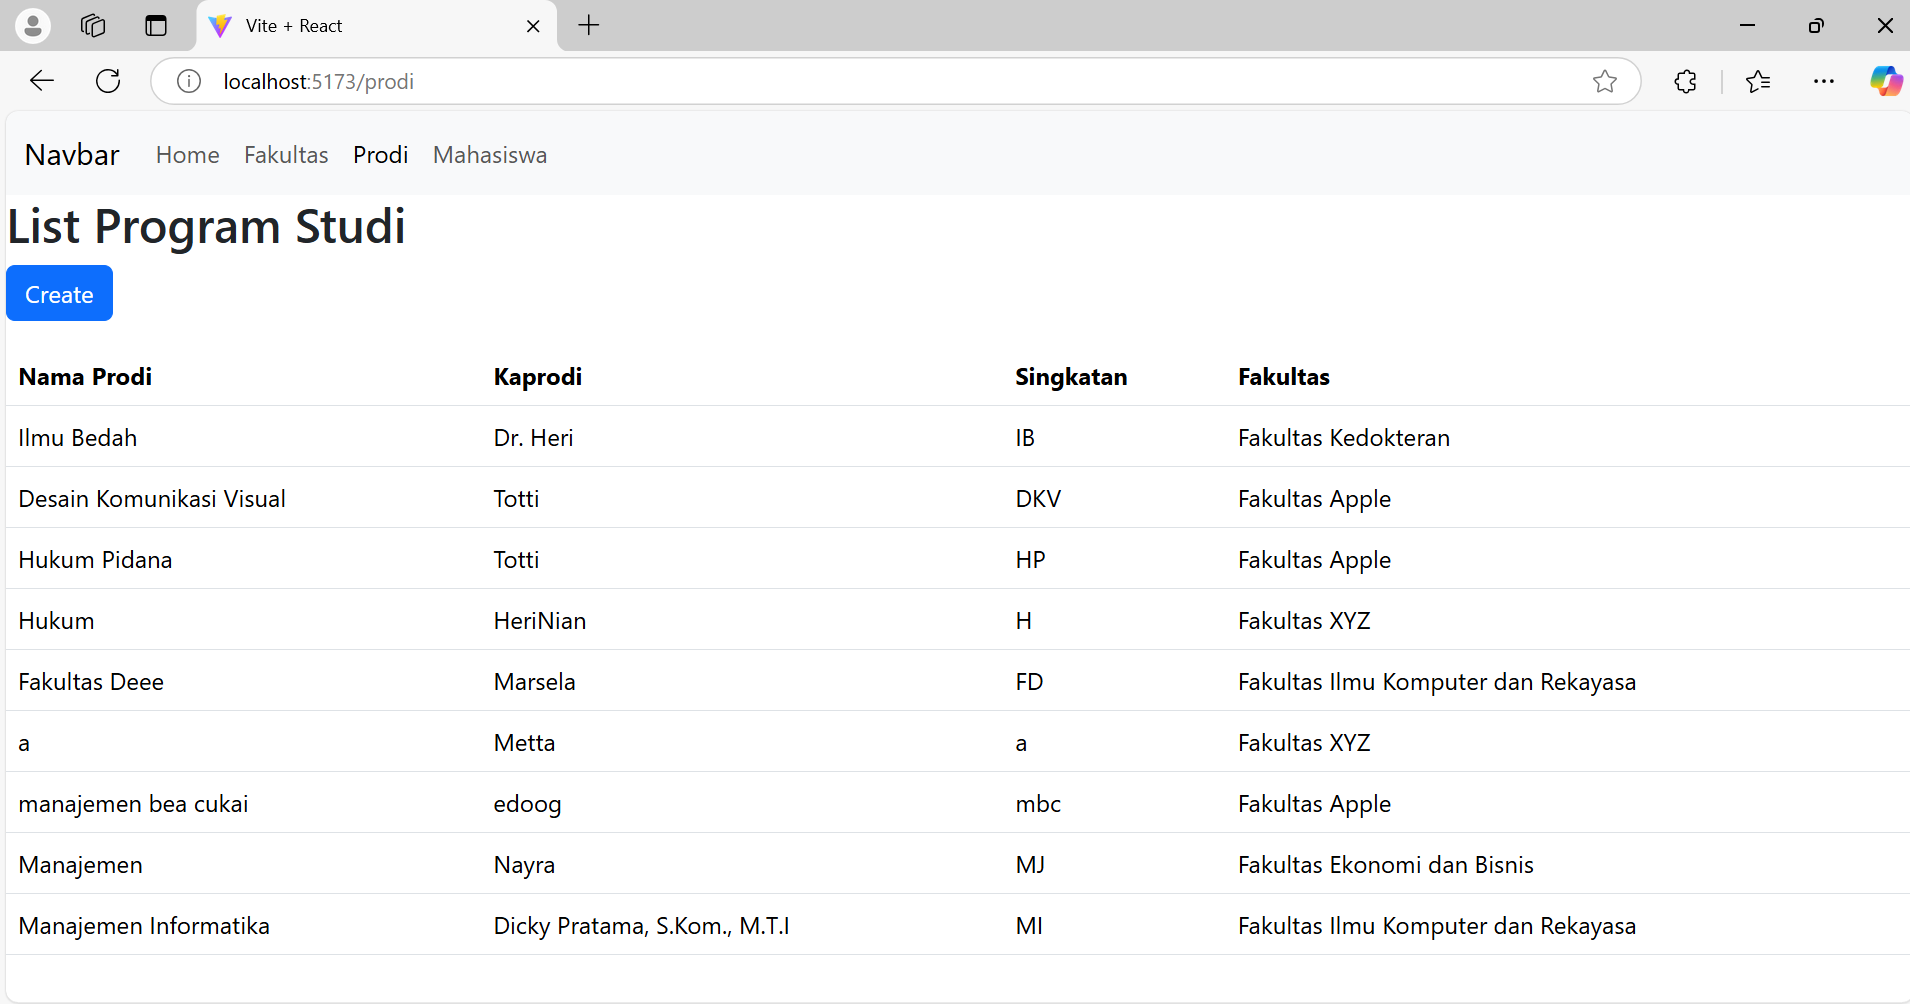 Vite + React
localhost:5173/prodi
Navbar Home Fakultas Prodi Mahasiswa
List Program Studi
Create
Nama Prodi Kaprodi Singkatan Fakultas
Ilmu Bedah Dr. Heri IB Fakultas Kedokteran
Desain Komunikasi Visual Totti DKV Fakultas Apple
Hukum Pidana Totti HP Fakultas Apple
Hukum HeriNian H Fakultas XYZ
Fakultas Deee Marsela FD Fakultas Ilmu Komputer dan Rekayasa
a Metta a Fakultas XYZ
manajemen bea cukai edoog mbc Fakultas Apple
Manajemen Nayra MJ Fakultas Ekonomi dan Bisnis
Manajemen Informatika Dicky Pratama, S.Kom., M.T.I MI Fakultas Ilmu Komputer dan Rekayasa